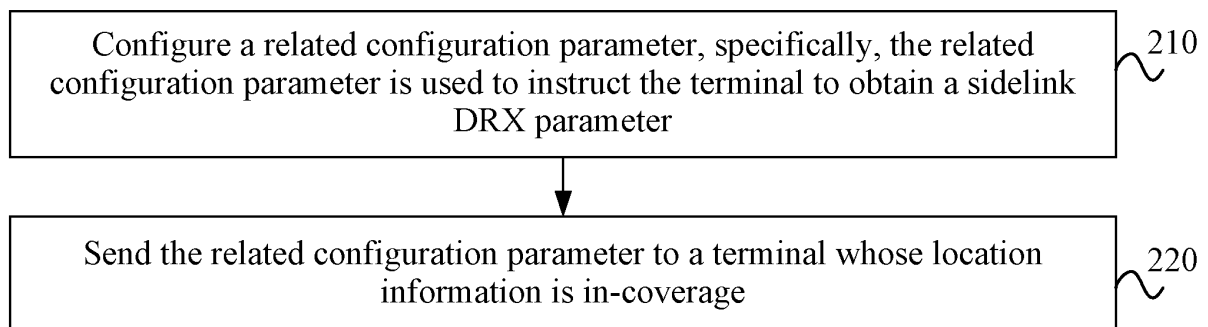 Configure a related configuration parameter, specifically, the related
configuration parameter is used to instruct the terminal to obtain a sidelink
DRX parameter
210
Send the related configuration parameter to a terminal whose location
information is in-coverage
220